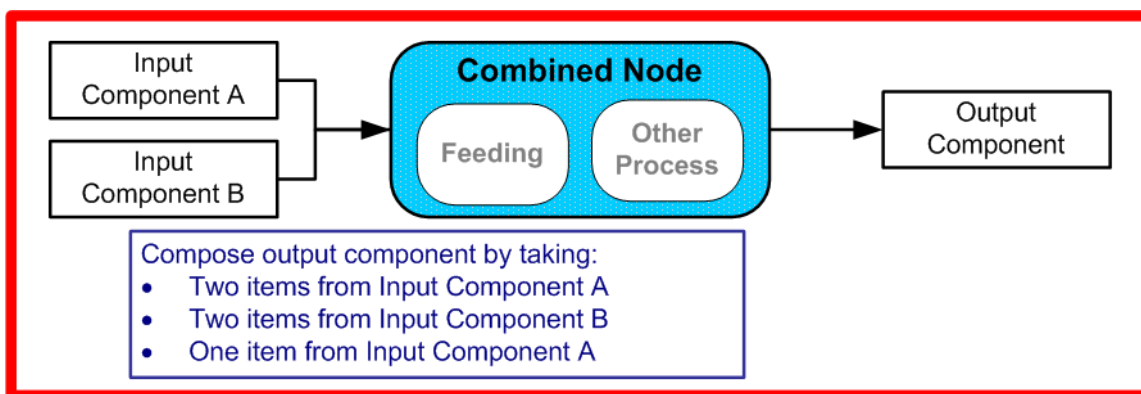 Input
Component A
Input
Component B
Combined Node
Feeding
Other
Process
Output
Component
Compose output component by taking:
• Two items from Input Component A
• Two items from Input Component B
• One item from Input Component A